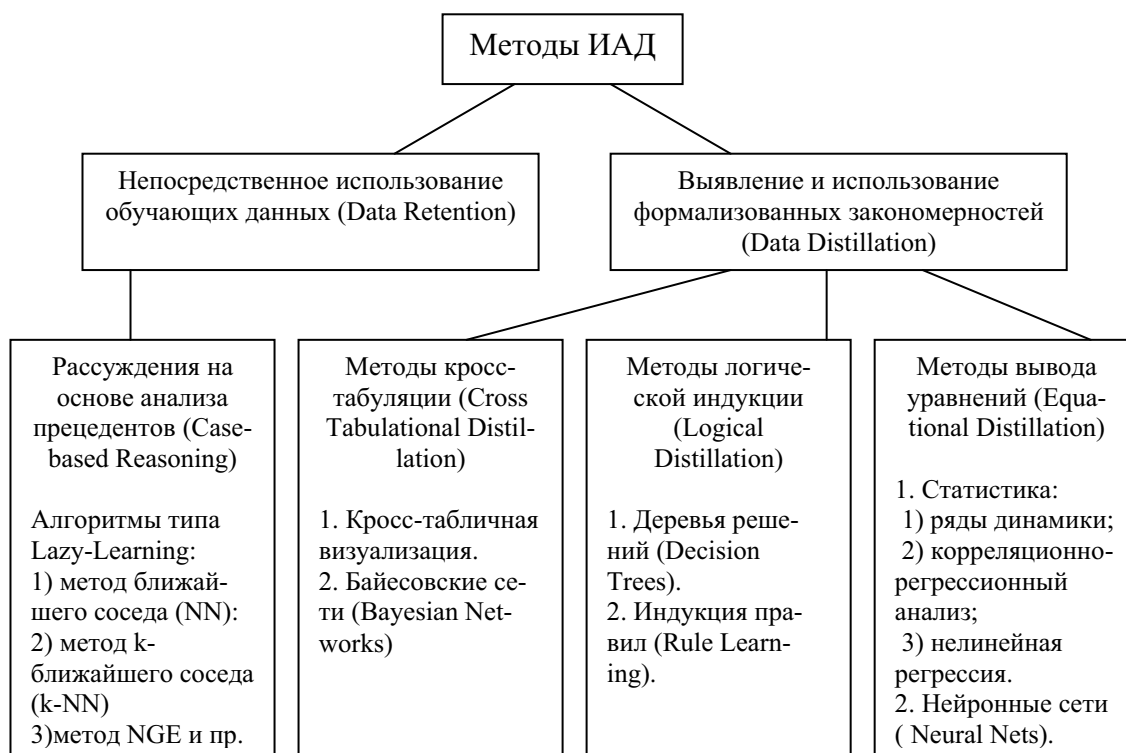 Методы ИАД
Непосредственное использование
обучающих данных (Data Retention)
Выявление и использование
формализованных закономерностей
(Data Distillation)
Рассуждения на
основе анализа
прецедентов (Case-
based Reasoning)
Алгоритмы типа
Lazy-Learning:
1) метод ближай-
шего соседа (NN):
2) метод k-
ближайшего соседа
(k-NN)
3)метод NGE и пр.
Методы кросс-
табуляции (Cross
Tabulational Distil-
lation)
1. Кросс-табличная
визуализация.
2. Байесовские се-
ти (Bayesian Net-
works)
Методы логиче-
ской индукции
(Logical
Distillation)
1. Деревья реше-
ний (Decision
Trees).
2. Индукция пра-
вил (Rule Learn-
ing).
Методы вывода
уравнений (Equa-
tional Distillation)
1. Статистика:
1) ряды динамики;
2) корреляционно-
регрессионный
анализ;
3) нелинейная
регрессия.
2. Нейронные сети
( Neural Nets).